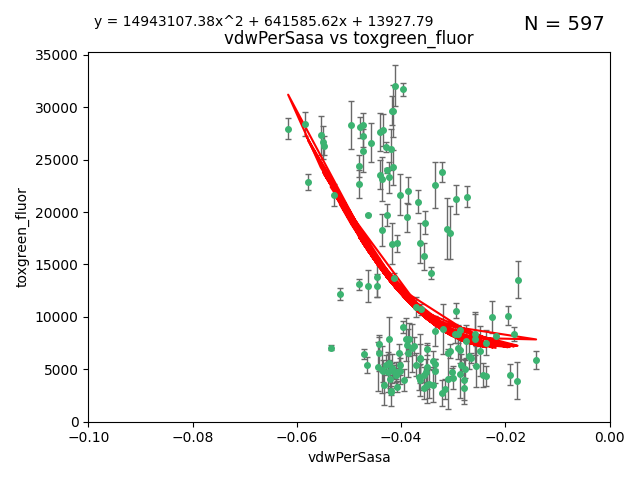 y = 14943107.38x^2 + 641585.62x + 13927.79
N = 597
vdwPerSasa vs toxgreen_fluor
35000
30000
25000
20000
15000
10000
5000
0
toxgreen_fluor
−0.10 −0.08 −0.06 −0.04 −0.02 0.00
vdwPerSasa